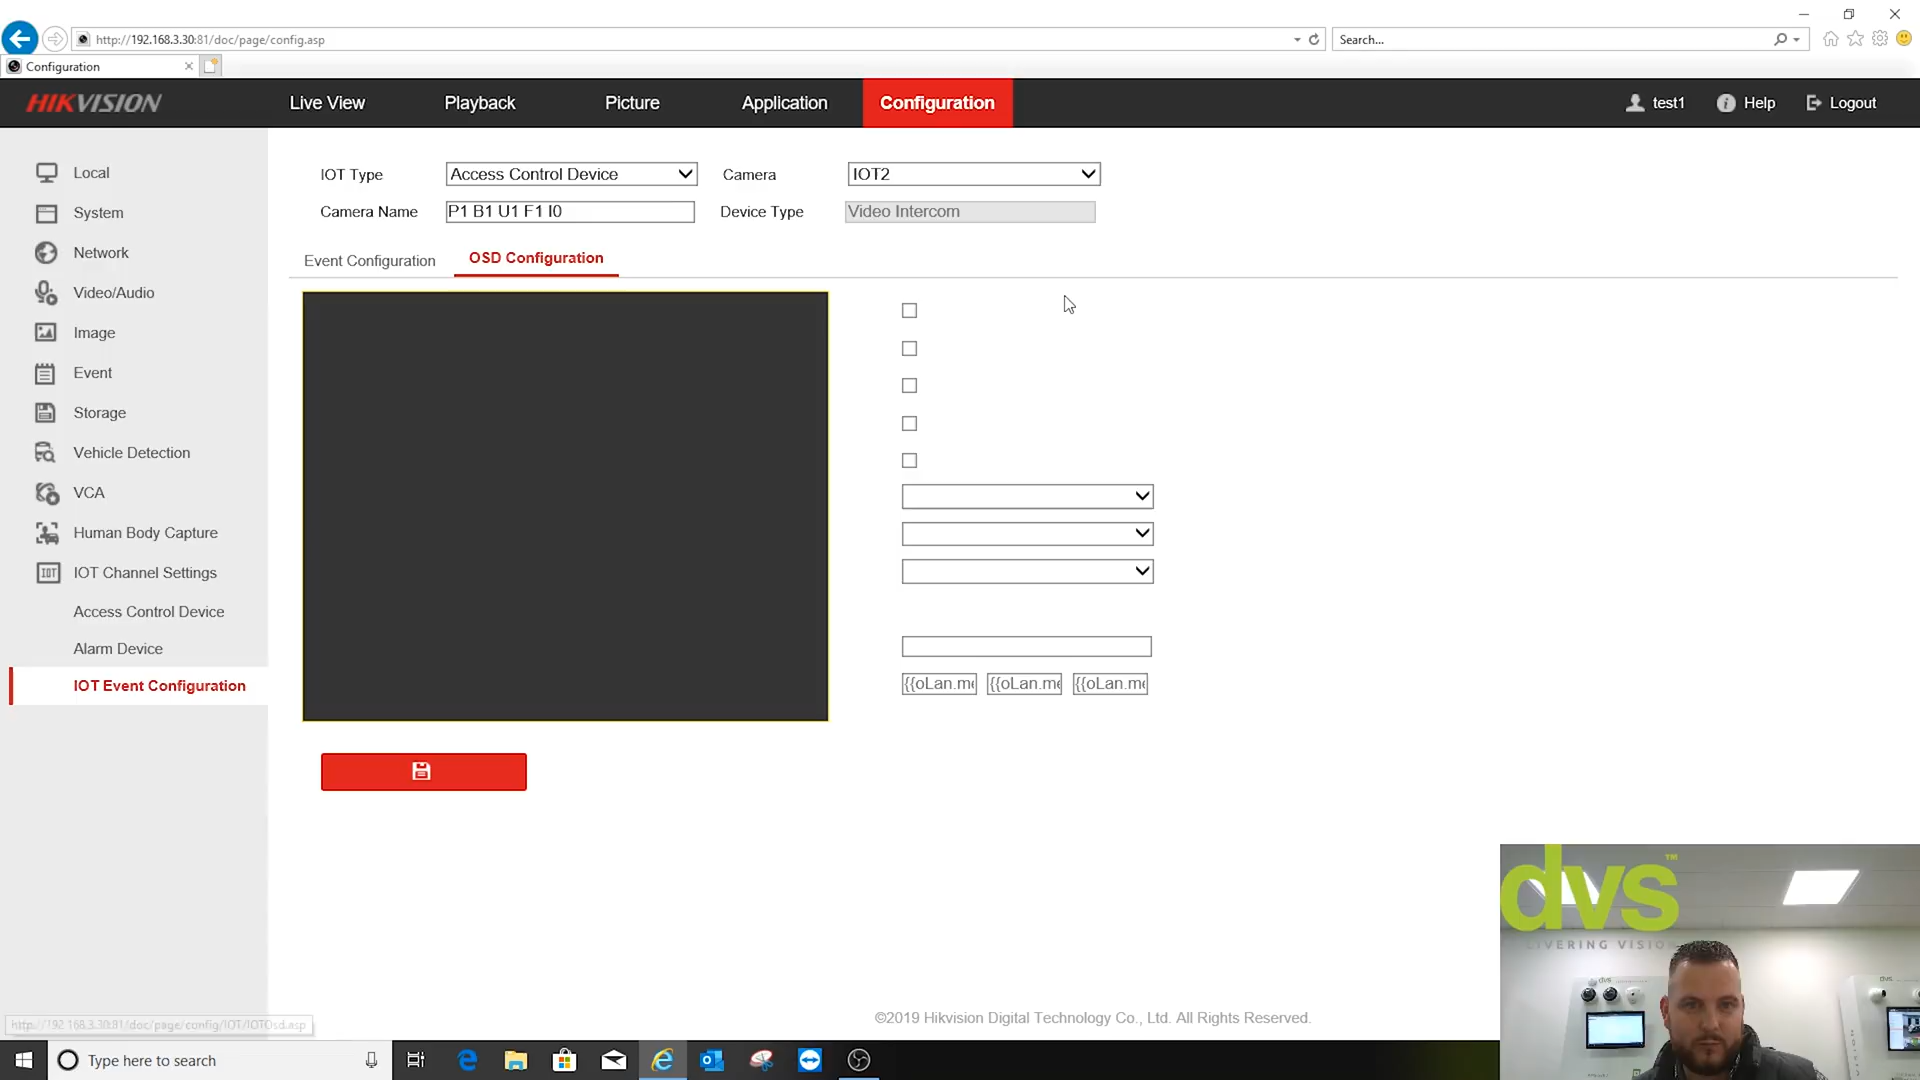 http://192.168.3.30:81/doc/page/config.asp
Search...
Configuration
HIKVISION
Live View
Playback
Picture
Application
Configuration
test1
Help
Logout
Local
System
Network
Video/Audio
Image
Event
Storage
Vehicle Detection
VCA
Human Body Capture
IOT Channel Settings
Access Control Device
Alarm Device
IOT Event Configuration
IOT Type
Access Control Device
Camera
IOT2
Camera Name
P1 B1 U1 F1 I0
Device Type
Video Intercom
Event Configuration
OSD Configuration
{{oLan.me
{{oLan.me
{{oLan.me
©2019 Hikvision Digital Technology Co., Ltd. All Rights Reserved.
http://192.168.3.30:81/doc/page/config/IOT/IOTOsd.asp
Type here to search
dvs™
LIVERING VISIO
dvs
dvs